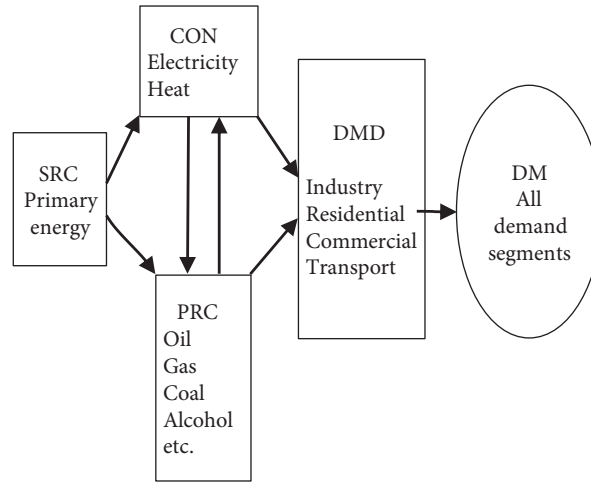 SRC
Primary
energy
CON
Electricity
Heat
PRC
Oil
Gas
Coal
Alcohol
etc.
DMD
Industry
Residential
Commercial
Transport
DM
All
demand
segments